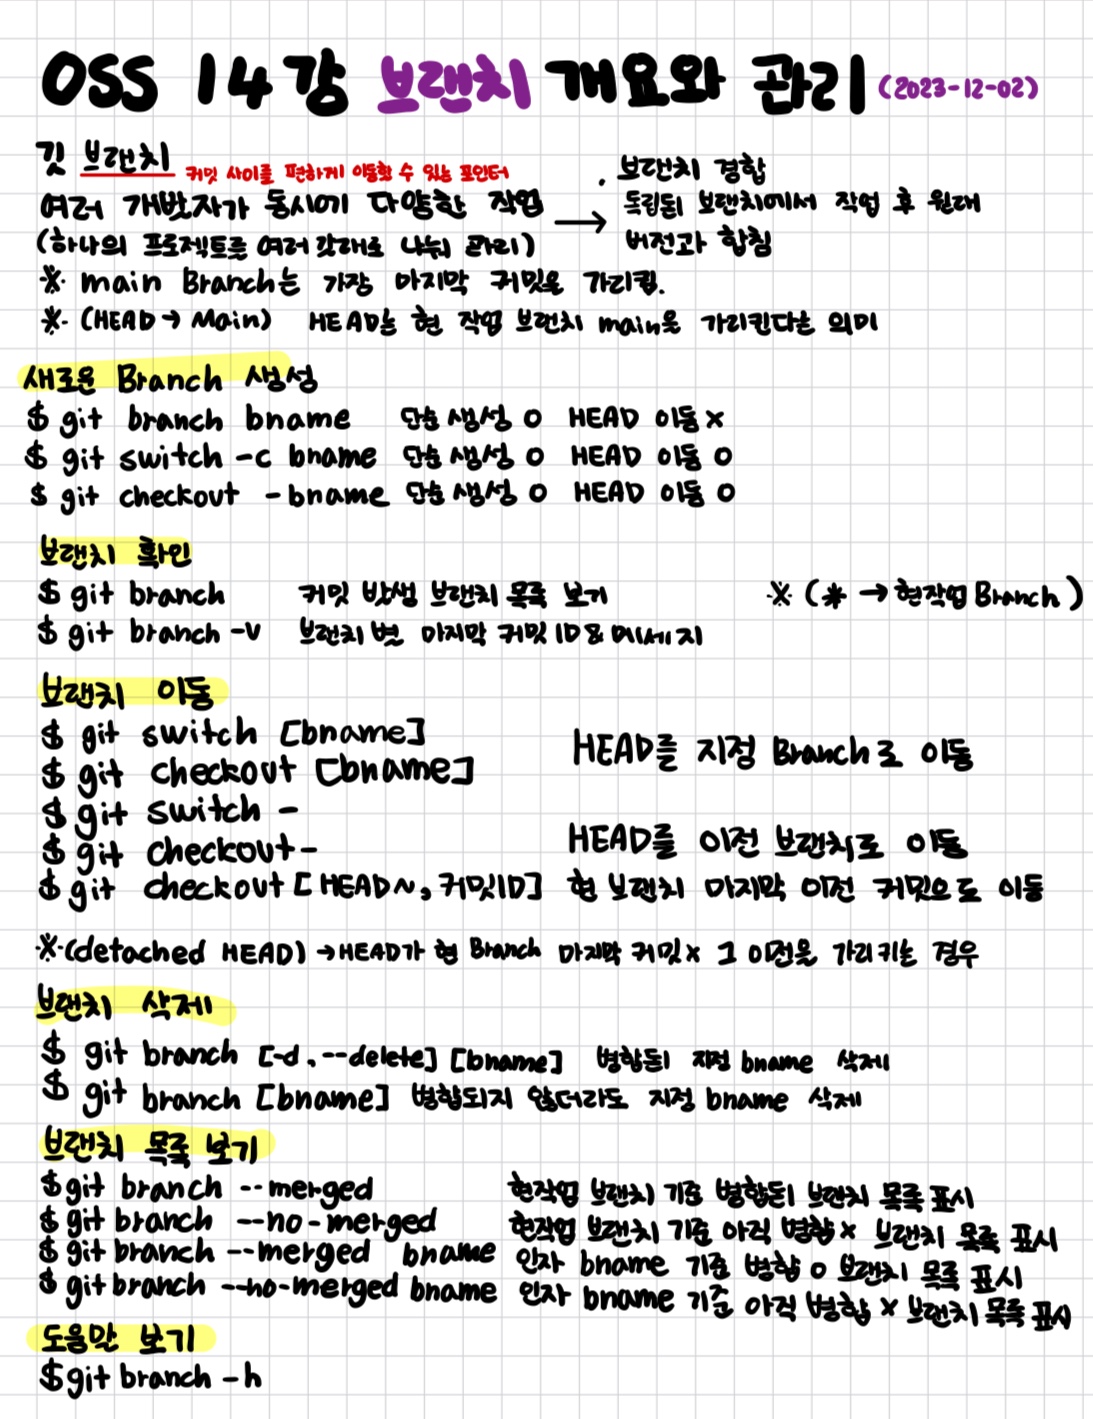 OSS 14강 브랜치 개요와 관리 (2023-12-02)
깃 브랜치 커밋 사이를 편하게 이동할 수 있는 포인터
여러 개발자가 동시에 다양한 작업 →
(하나의 프로젝트를 여러 갈래로 나눠 관리)
. 브랜치 결합
독립된 브랜치에서 작업 후 원래
버전과 합침
※ main Branch는 가장 마지막 커밋을 가리킴.
※ (HEAD → Main) HEAD는 현 작업 브랜치 main을 가리킨다는 의미
새로운 Branch 생성
$ git branch bname 단순 생성 O HEAD 이동 x
$ git switch -c bname 단순 생성 O HEAD 이동 O
$ git checkout -bname 단순 생성 O HEAD 이동 O
브랜치 확인
$ git branch 커밋 발생 브랜치 목록 보기 ※ (* → 현작업 Branch)
$ git branch -v 브랜치별 마지막 커밋 ID & 메세지
브랜치 이동
$ git switch [bname]
$ git checkout [bname]
HEAD를 지정 Branch로 이동
$ git switch -
$ git checkout -
HEAD를 이전 브랜치로 이동
$ git checkout [HEAD~, 커밋ID] 현 브랜치 마지막 이전 커밋으로 이동
※ (detached HEAD) → HEAD가 현 Branch 마지막 커밋 x 그 이전을 가리키는 경우
브랜치 삭제
$ git branch [-d, --delete] [bname] 병합된 지정 bname 삭제
$ git branch [bname] 병합되지 않더라도 지정 bname 삭제
브랜치 목록 보기
$ git branch --merged 현작업 브랜치 기준 병합된 브랜치 목록 표시
$ git branch --no-merged 현작업 브랜치 기준 아직 병합 x 브랜치 목록 표시
$ git branch --merged bname 인자 bname 기준 병합 O 브랜치 목록 표시
$ git branch --no-merged bname 인자 bname 기준 아직 병합 x 브랜치 목록 표시
도움말 보기
$ git branch -h